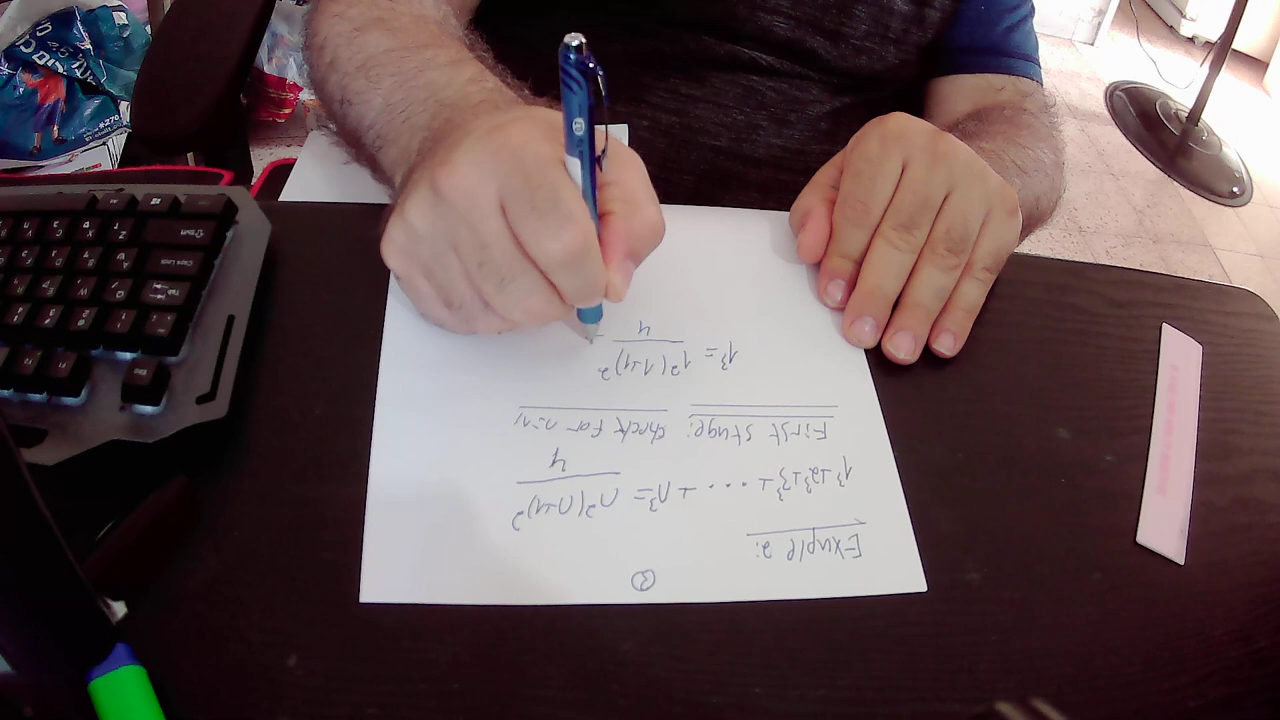 ②
Example 2:
1³+2³+3³+...+n³= n²(n+1)²
4
First stage: check for n=1
1³= 1²(1+1)²
4